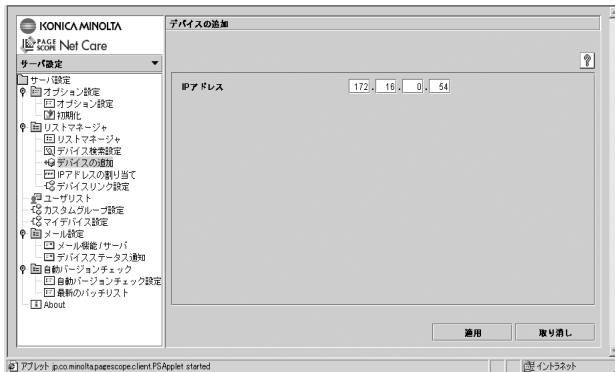 KONICA MINOLTA
PAGE SCOPE Net Care
サーバ設定
サーバ設定
オプション設定
オプション設定
初期化
リストマネージャ
リストマネージャ
デバイス検索設定
デバイスの追加
IPアドレスの割り当て
デバイスリンク設定
ユーザリスト
カスタムグループ設定
マイデバイス設定
メール設定
メール機能/サーバ
デバイスステータス通知
自動バージョンチェック
自動バージョンチェック設定
最新のパッチリスト
About
デバイスの追加
?
IPアドレス 172. 16. 0. 54
適用 取り消し
アプレット jp.co.minolta.pagescope.client.PSApplet started イントラネット